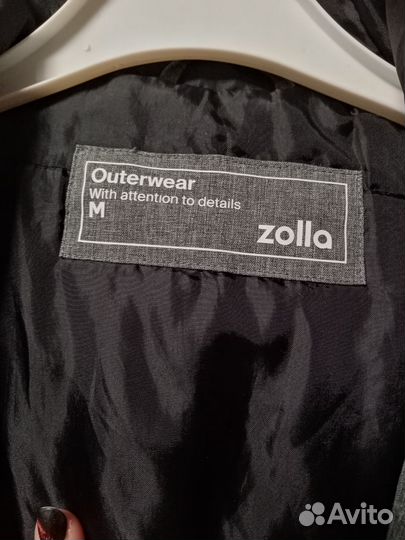 Outerwear
With attention to details
M
zolla
Avito